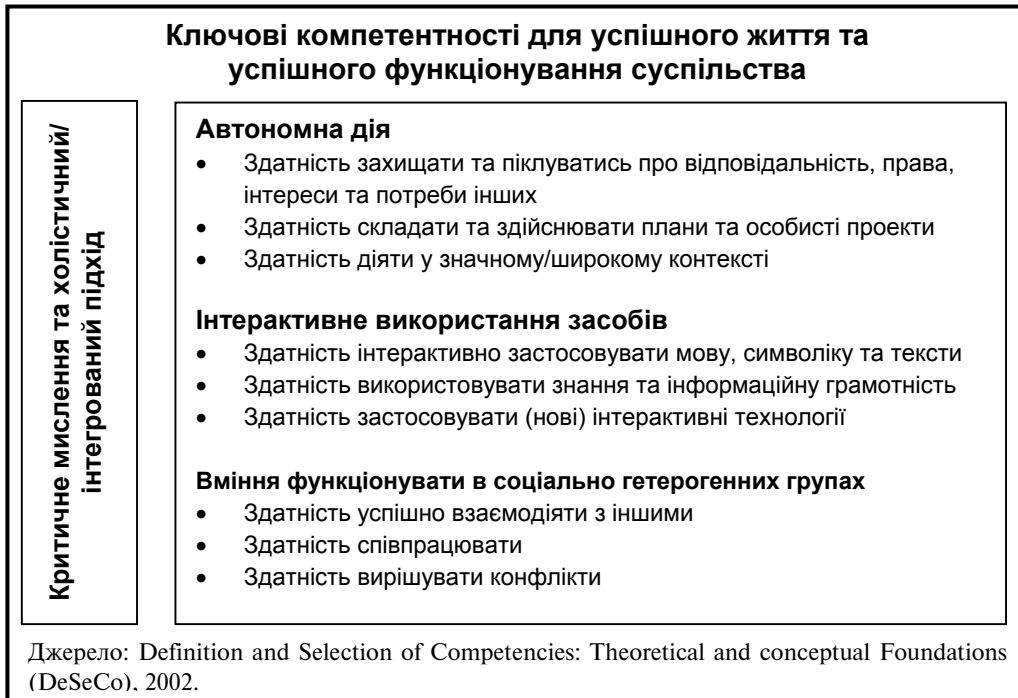 Ключові компетентності для успішного життя та
успішного функціонування суспільства
Критичне мислення та холістичний/
інтегрований підхід
Автономна дія
• Здатність захищати та піклуватись про відповідальність, права,
інтереси та потреби інших
• Здатність складати та здійснювати плани та особисті проекти
• Здатність діяти у значному/широкому контексті
Інтерактивне використання засобів
• Здатність інтерактивно застосовувати мову, символіку та тексти
• Здатність використовувати знання та інформаційну грамотність
• Здатність застосовувати (нові) інтерактивні технології
Вміння функціонувати в соціально гетерогенних групах
• Здатність успішно взаємодіяти з іншими
• Здатність співпрацювати
• Здатність вирішувати конфлікти
Джерело: Definition and Selection of Competencies: Theoretical and conceptual Foundations
(DeSeCo), 2002.